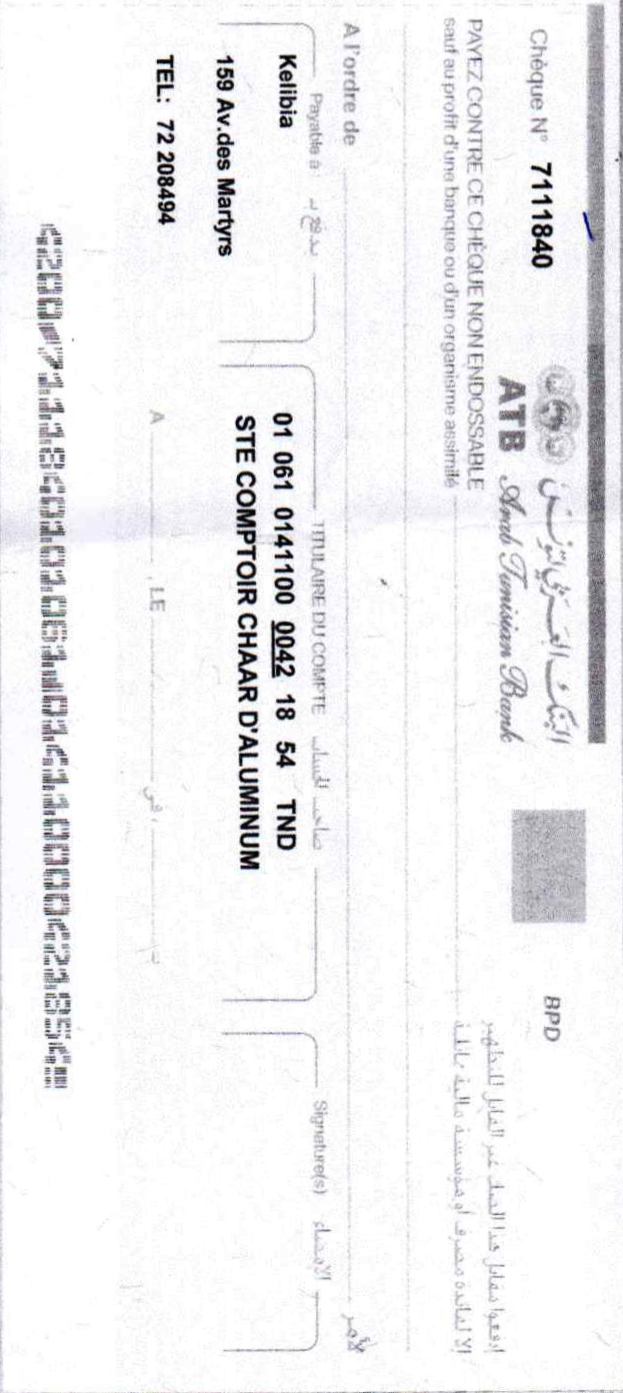 Chèque N° 7111840
البنك العربي لتونس
ATB Arab Tunisian Bank
BPD
PAYEZ CONTRE CE CHÈQUE NON ENDOSSABLE
sauf au profit d'une banque ou d'un organisme assimilé
إدفعوا مقابل هذا الصك غير القابل للتظهير
إلا لفائدة مصرف أو مؤسسة مالية مماثلة
A l'ordre de
لأمر
Payable à يدفع بـ
Kelibia
159 Av.des Martyrs
TEL: 72 208494
TITULAIRE DU COMPTE صاحب الحساب
01 061 0141100 0042 18 54 TND
STE COMPTOIR CHAAR D'ALUMINUM
Signature(s) الإمضاء
A , LE في بـ
4200 7111840101061 014110000421854